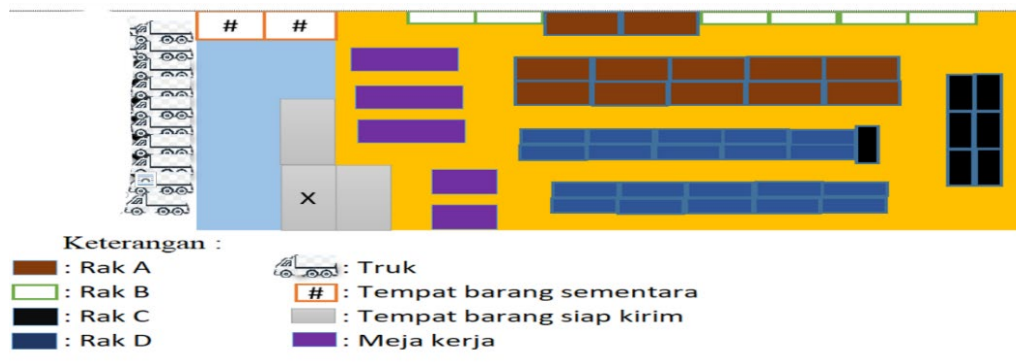 # #
X
Keterangan :
: Rak A
: Rak B
: Rak C
: Rak D
: Truk
# : Tempat barang sementara
: Tempat barang siap kirim
: Meja kerja